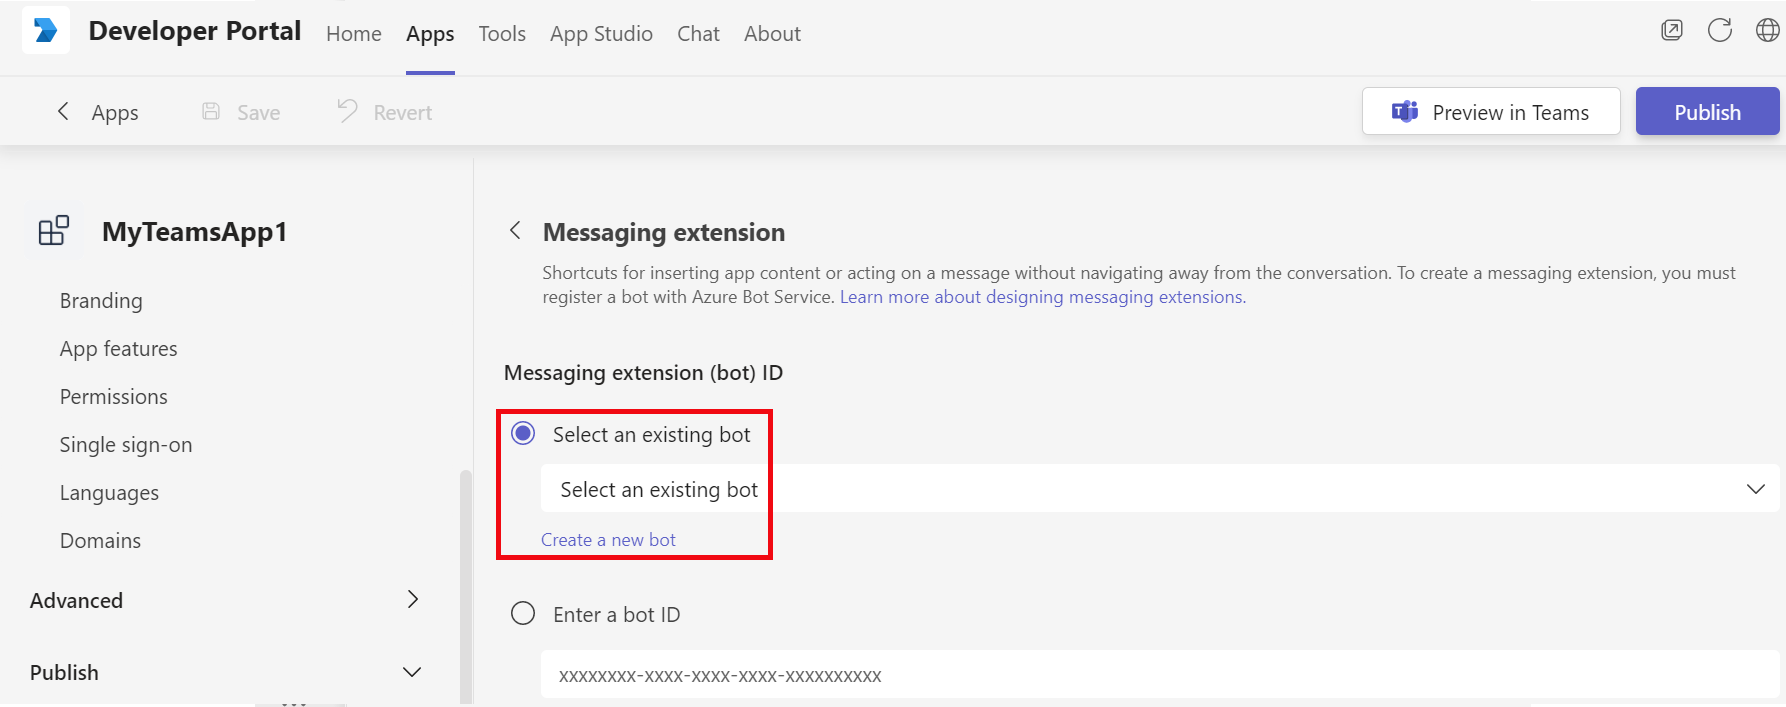 Developer Portal Home Apps Tools App Studio Chat About
Apps Save Revert Preview in Teams Publish
MyTeamsApp1
Branding
App features
Permissions
Single sign-on
Languages
Domains
Advanced
Publish
Messaging extension
Shortcuts for inserting app content or acting on a message without navigating away from the conversation. To create a messaging extension, you must
register a bot with Azure Bot Service. Learn more about designing messaging extensions.
Messaging extension (bot) ID
Select an existing bot
Select an existing bot
Create a new bot
Enter a bot ID
xxxxxxxx-xxxx-xxxx-xxxx-xxxxxxxxxx